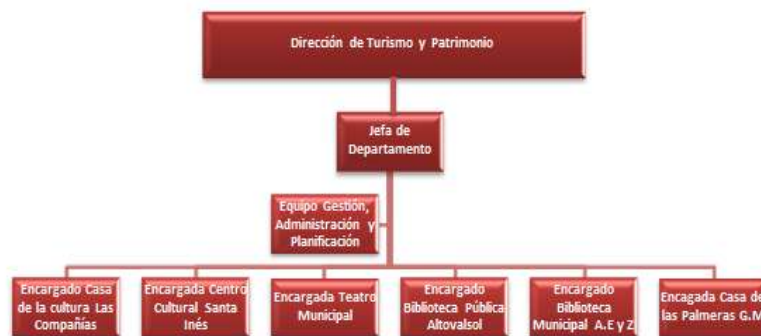 Dirección de Turismo y Patrimonio
Jefa de
Departamento
Equipo Gestión,
Administración y
Planificación
Encargado Casa
de la cultura Las
Compañías
Encargada Centro
Cultural Santa
Inés
Encargada Teatro
Municipal
Encargado
Biblioteca Pública
Altovalsol
Encargado
Biblioteca
Municipal A.E y Z
Encagada Casa de
las Palmeras G.M